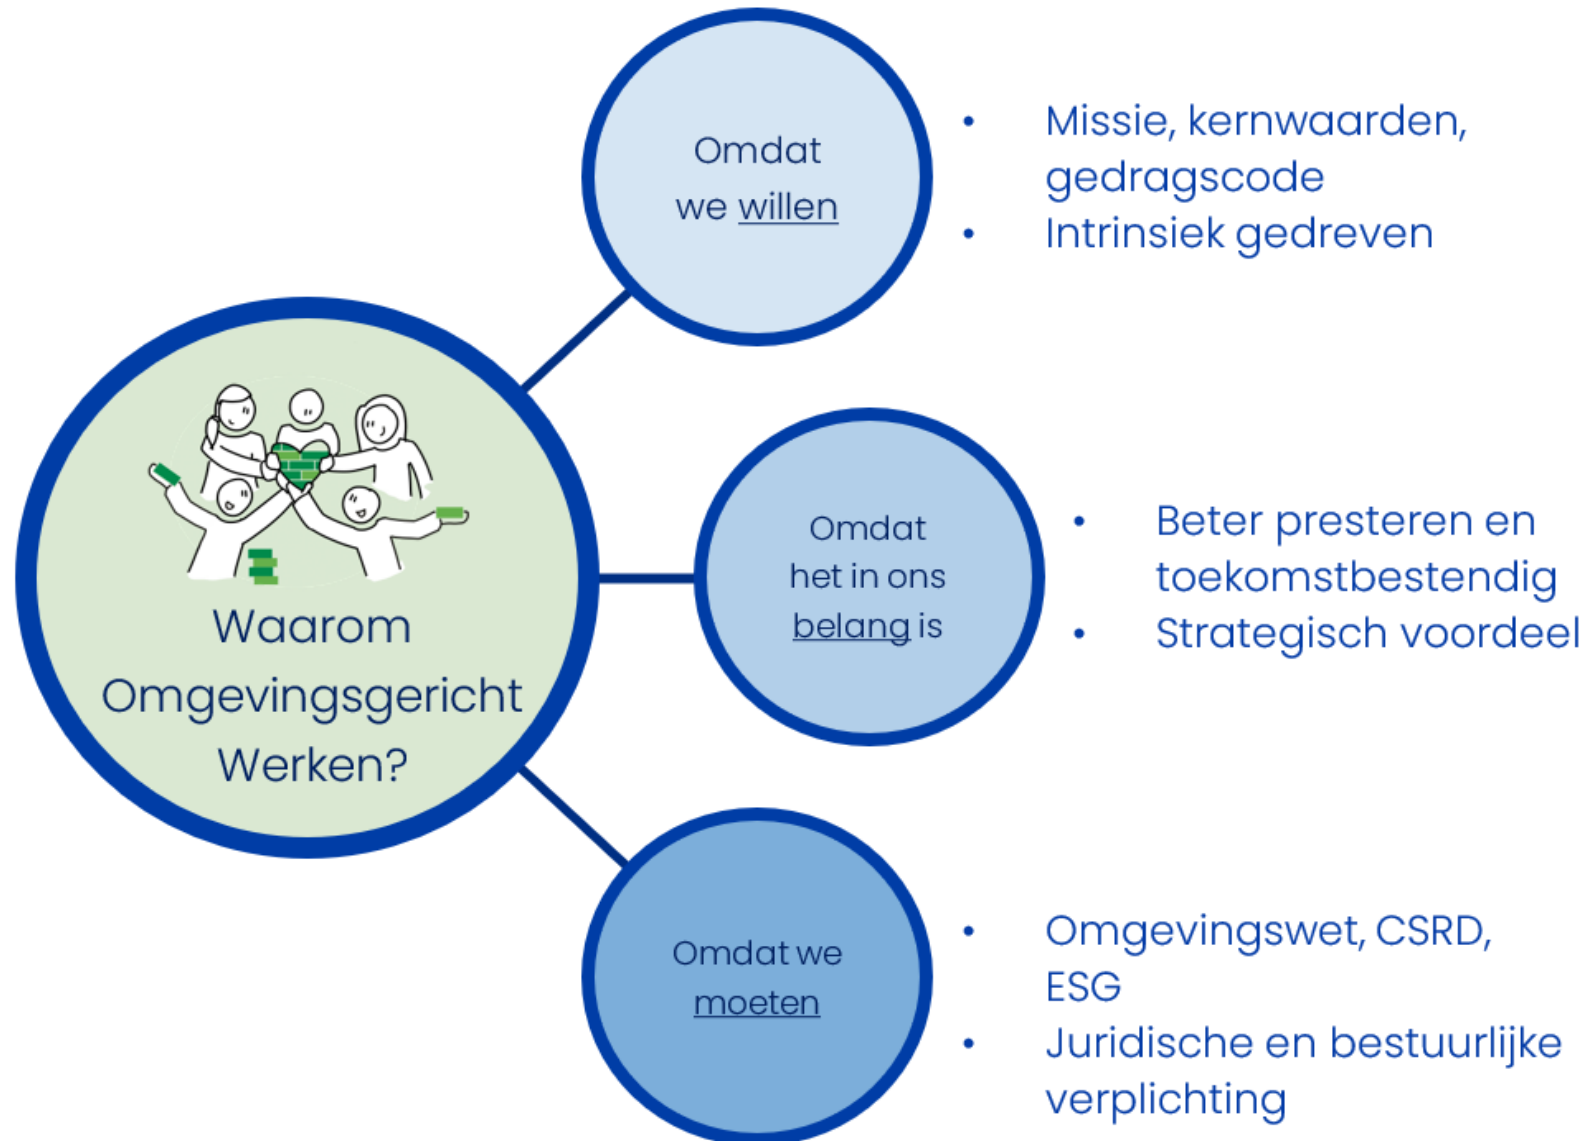 Waarom
Omgevingsgericht
Werken?
Omdat
we willen
• Missie, kernwaarden,
gedragscode
• Intrinsiek gedreven
Omdat
het in ons
belang is
• Beter presteren en
toekomstbestendig
• Strategisch voordeel
Omdat we
moeten
• Omgevingswet, CSRD,
ESG
• Juridische en bestuurlijke
verplichting